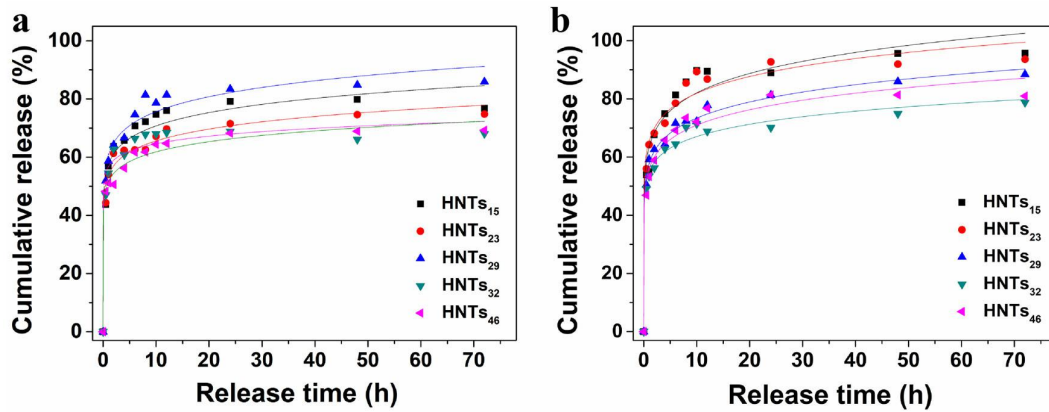 a
100
80
60
40
20
0
Cumulative release (%)
0 10 20 30 40 50 60 70
Release time (h)
HNTs₁₅
HNTs₂₃
HNTs₂₉
HNTs₃₂
HNTs₄₆
b
100
80
60
40
20
0
Cumulative release (%)
0 10 20 30 40 50 60 70
Release time (h)
HNTs₁₅
HNTs₂₃
HNTs₂₉
HNTs₃₂
HNTs₄₆